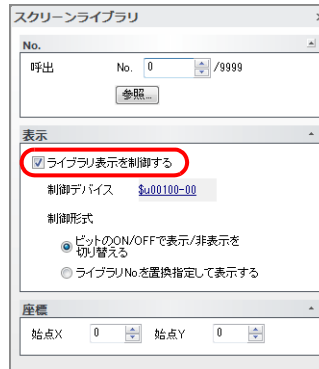 スクリーンライブラリ
No.
呼出 No. 0 /9999
参照...
表示
ライブラリ表示を制御する
制御デバイス $u00100-00
制御形式
ビットのON/OFFで表示/非表示を
切り替える
ライブラリNo.を置換指定して表示する
座標
始点X 0 始点Y 0